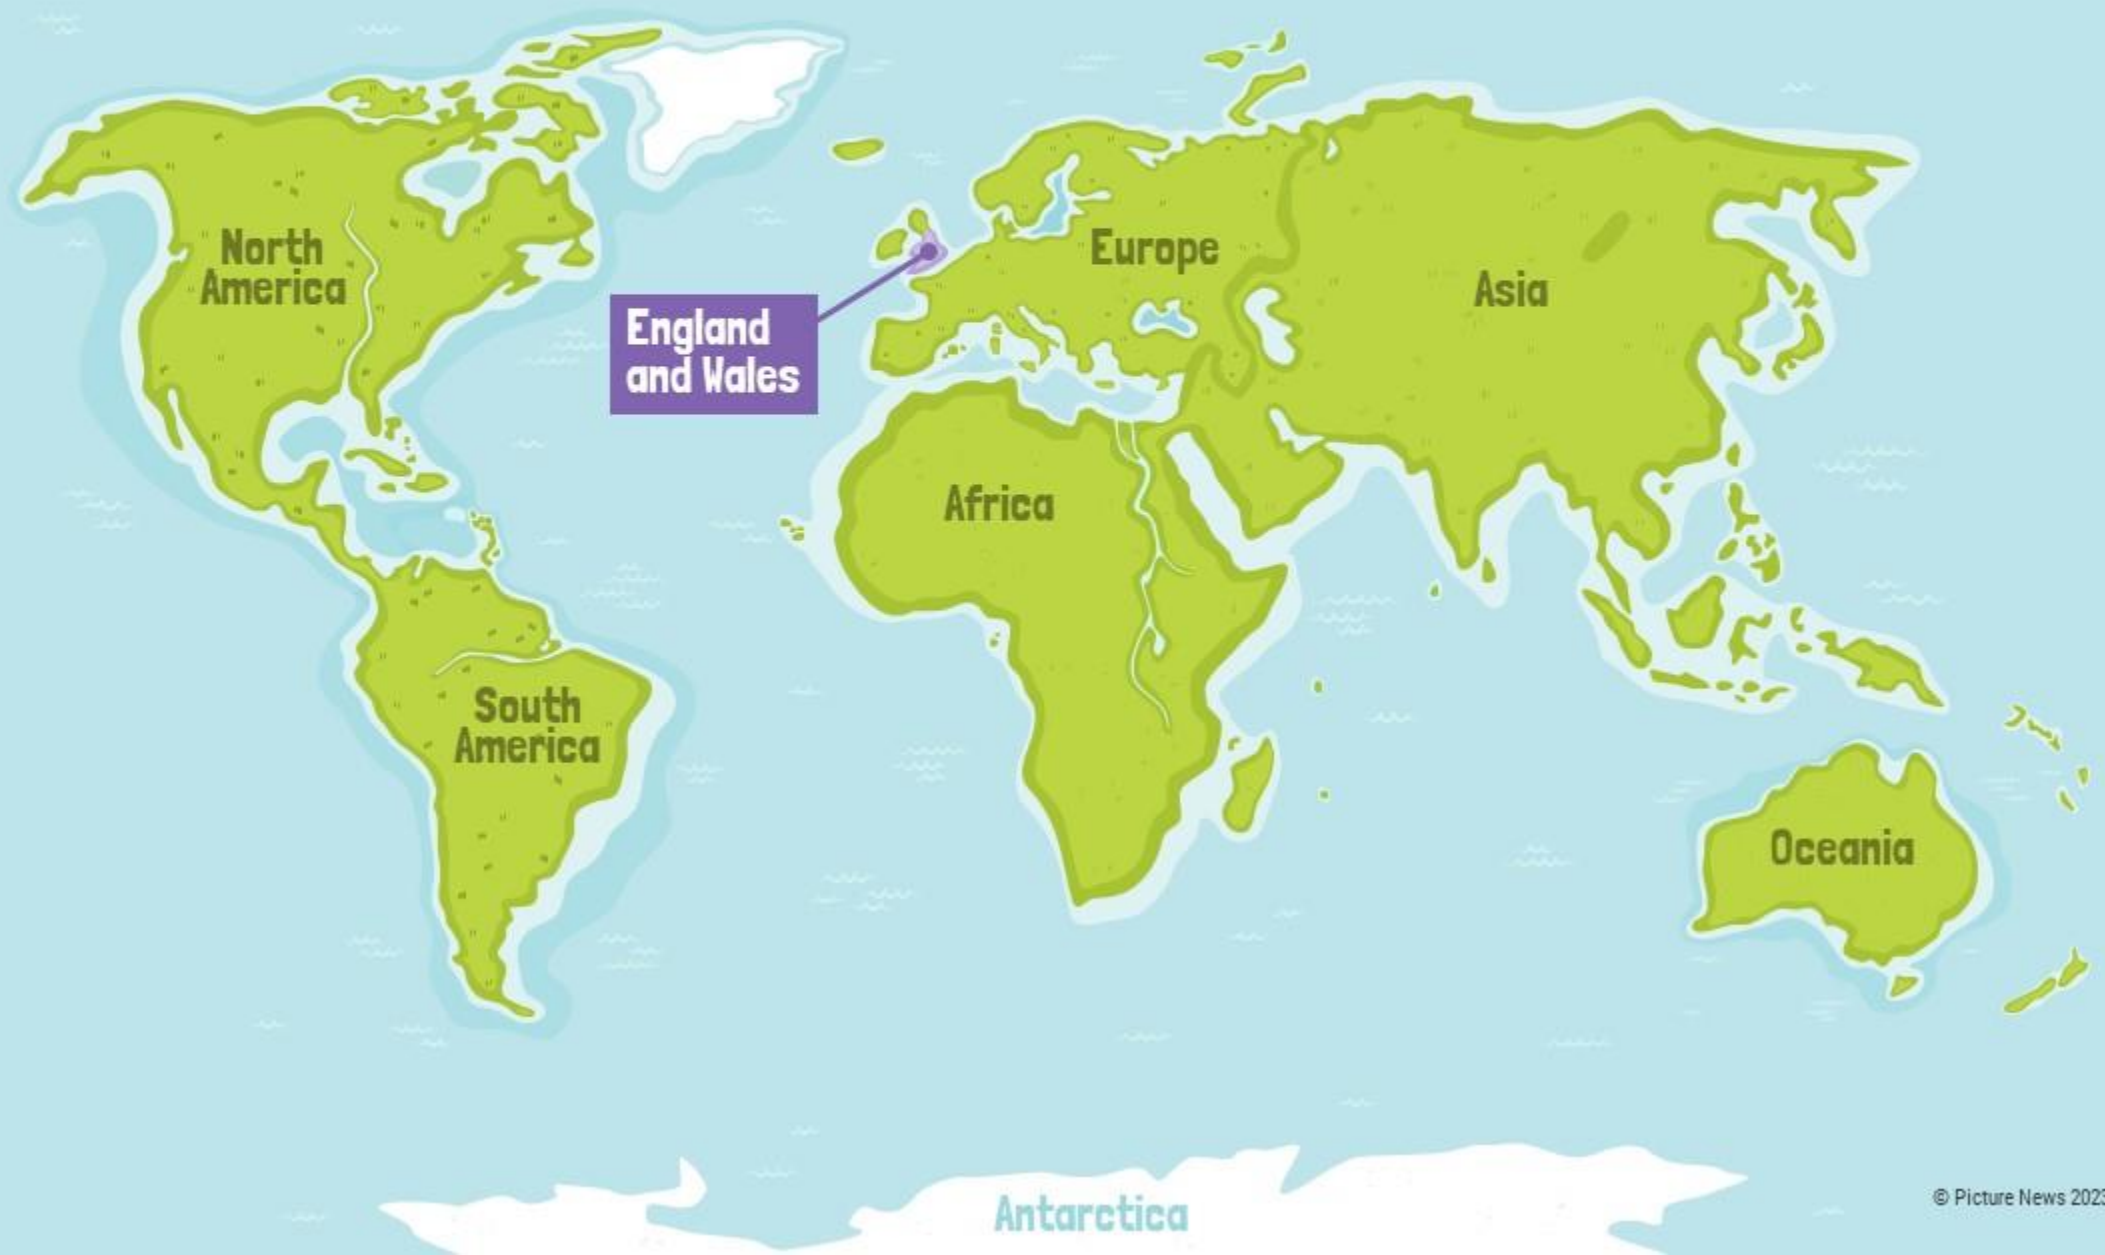 North
America
Europe
Asia
England
and Wales
Africa
South
America
Oceania
Antarctica
© Picture News 2023